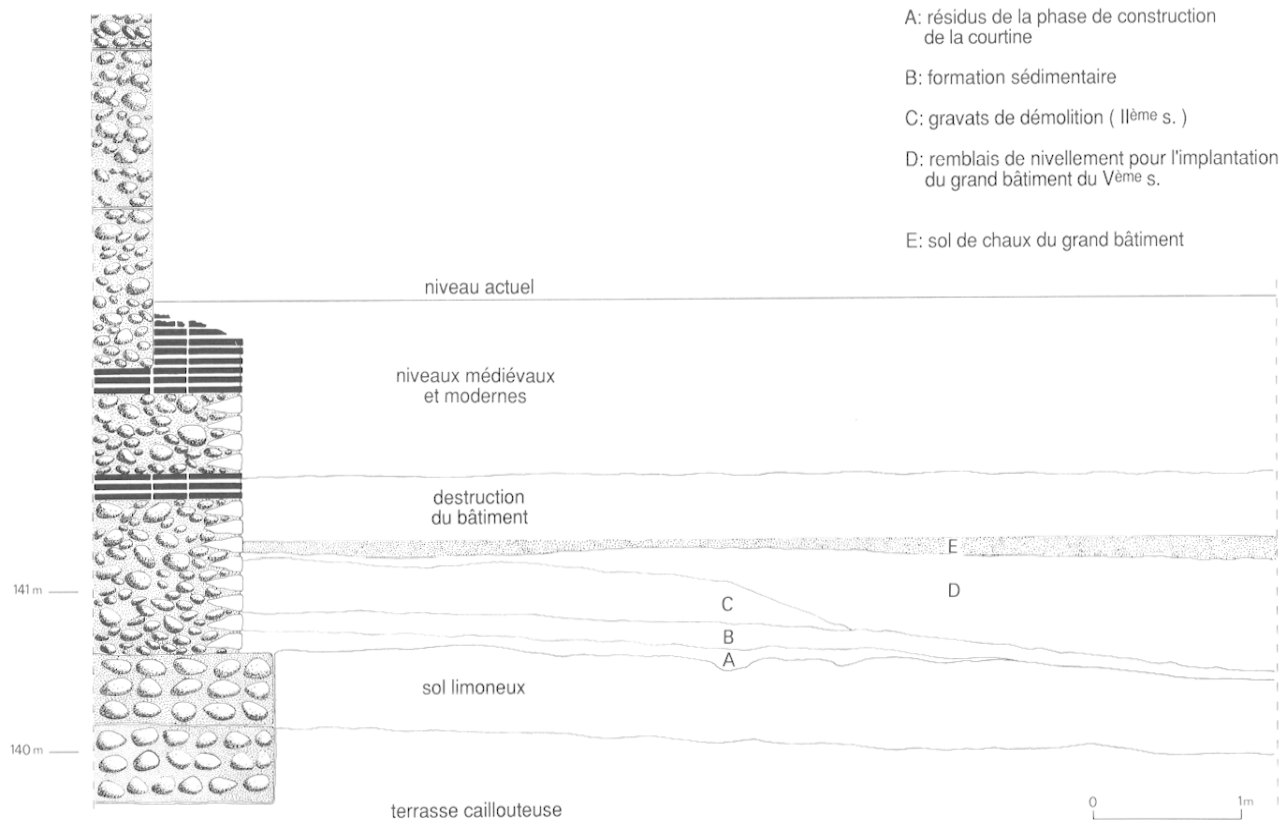 A: résidus de la phase de construction
de la courtine
B: formation sédimentaire
C: gravats de démolition ( IIème s. )
D: remblais de nivellement pour l'implantation
du grand bâtiment du Vème s.
E: sol de chaux du grand bâtiment
niveau actuel
niveaux médiévaux
et modernes
destruction
du bâtiment
E
141 m
D
C
B
A
sol limoneux
140 m
terrasse caillouteuse
0 1m